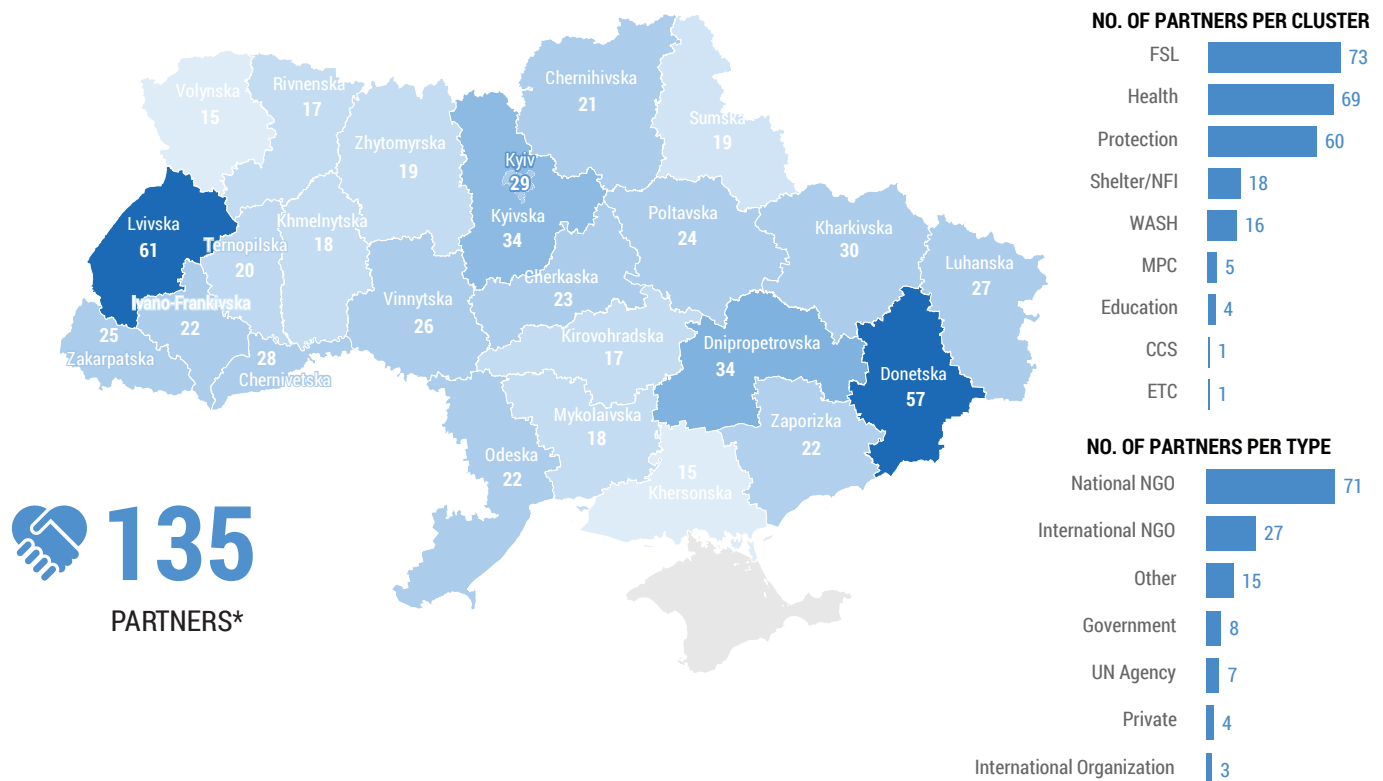 Volynska
15
Rivnenska
17
Zhytomyrska
19
Kyiv
29
Kyivska
34
Chernihivska
21
Sumska
19
Lvivska
61
Ternopilska
20
Khmelnytska
18
Ivano-Frankivska
22
25
Zakarpatska
28
Chernivetska
Vinnytska
26
Cherkaska
23
Poltavska
24
Kharkivska
30
Luhanska
27
Kirovohradska
17
Dnipropetrovska
34
Donetska
57
Mykolaivska
18
Odeska
22
Zaporizka
22
15
Khersonska
135
PARTNERS*
NO. OF PARTNERS PER CLUSTER
FSL 73
Health 69
Protection 60
Shelter/NFI 18
WASH 16
MPC 5
Education 4
CCS 1
ETC 1
NO. OF PARTNERS PER TYPE
National NGO 71
International NGO 27
Other 15
Government 8
UN Agency 7
Private 4
International Organization 3